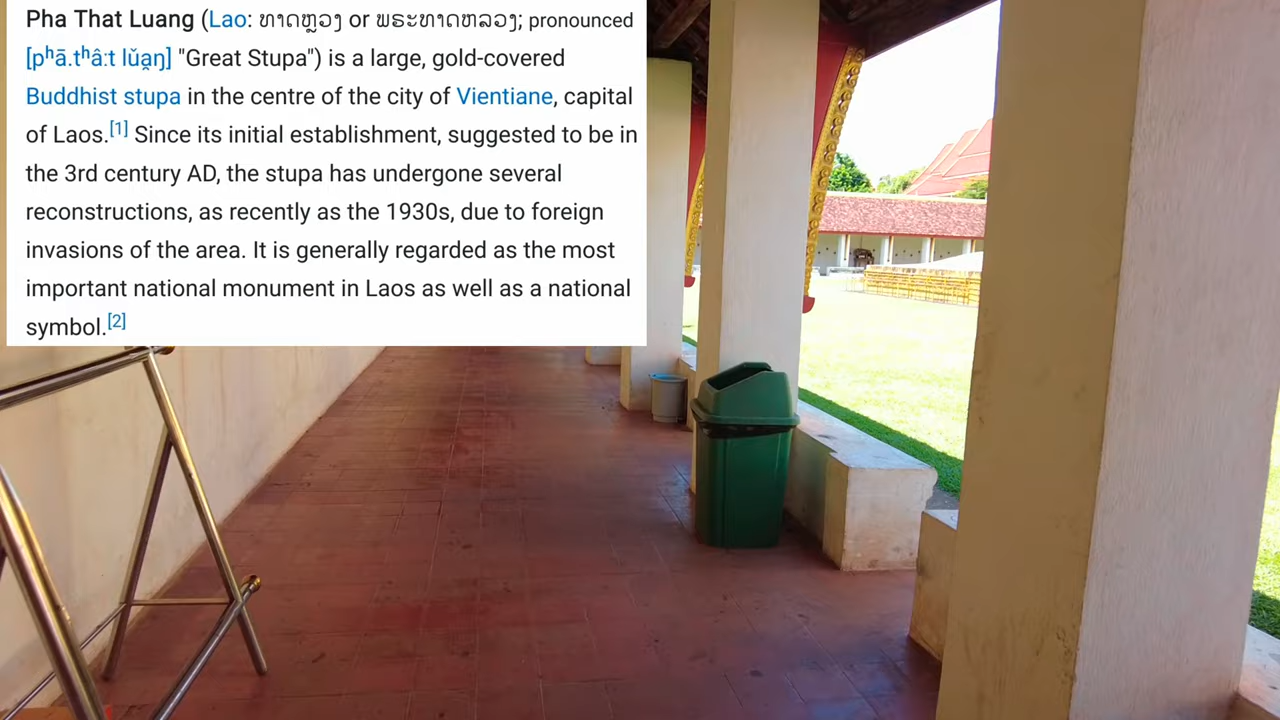 Pha That Luang (Lao: ທາດຫຼວງ or ພຣະທາດຫລວງ; pronounced
[pʰā.tʰâːt lǔa̯ŋ] "Great Stupa") is a large, gold-covered
Buddhist stupa in the centre of the city of Vientiane, capital
of Laos.[1] Since its initial establishment, suggested to be in
the 3rd century AD, the stupa has undergone several
reconstructions, as recently as the 1930s, due to foreign
invasions of the area. It is generally regarded as the most
important national monument in Laos as well as a national
symbol.[2]